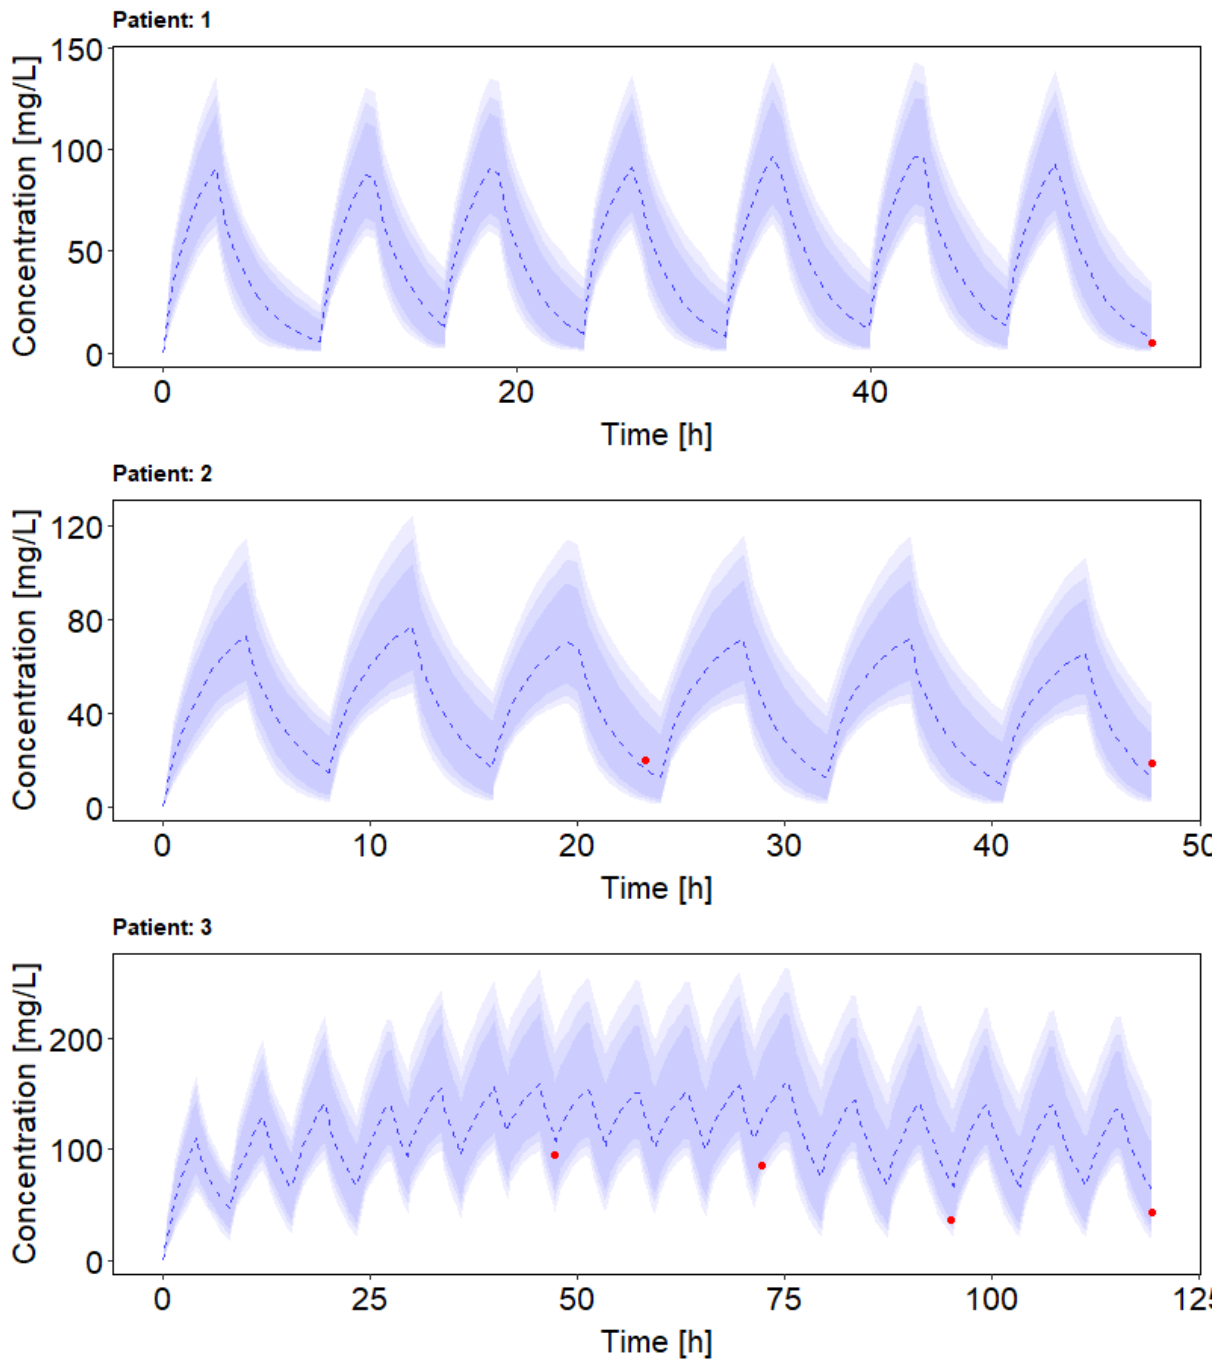 Patient: 1
Concentration [mg/L]
150
100
50
0
0 20 40
Time [h]
Patient: 2
Concentration [mg/L]
120
80
40
0
0 10 20 30 40 50
Time [h]
Patient: 3
Concentration [mg/L]
200
100
0
0 25 50 75 100 125
Time [h]